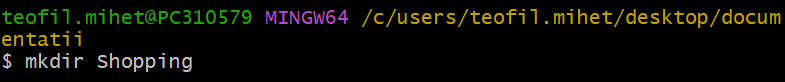 teofil.mihet@PC310579 MINGW64 /c/users/teofil.mihet/desktop/docum
entatii
$ mkdir Shopping